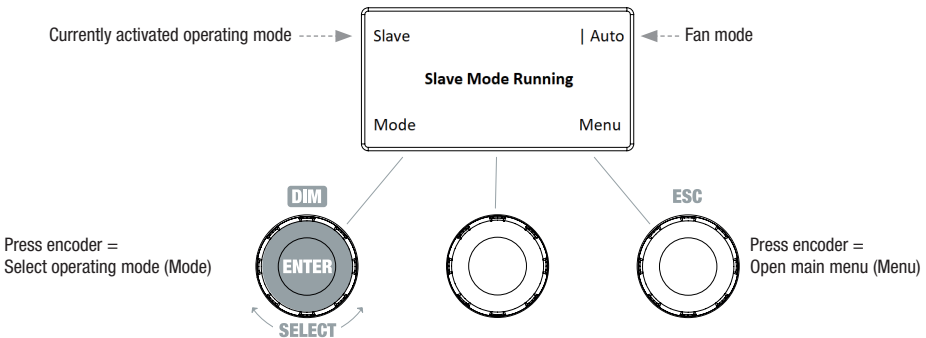 Currently activated operating mode
Slave
| Auto
Fan mode
Slave Mode Running
Mode
Menu
DIM
ESC
Press encoder =
Select operating mode (Mode)
ENTER
Press encoder =
Open main menu (Menu)
SELECT